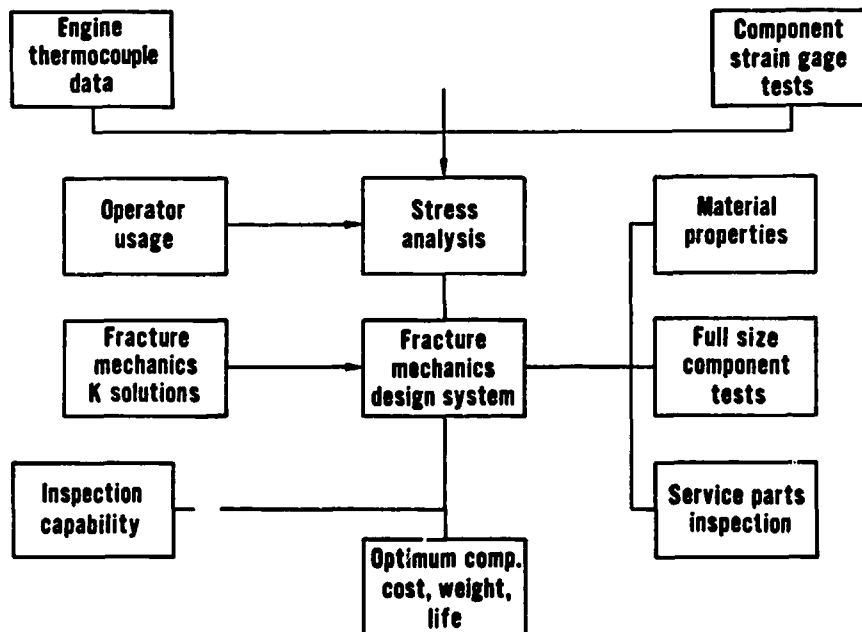 Engine
thermocouple
data
Component
strain gage
tests
Operator
usage
Stress
analysis
Material
properties
Fracture
mechanics
K solutions
Fracture
mechanics
design system
Full size
component
tests
Inspection
capability
Service parts
inspection
Optimum comp.
cost, weight,
life